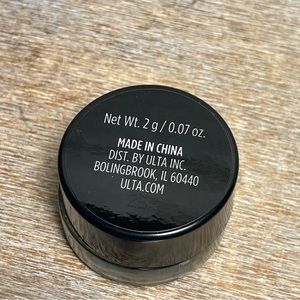 Net Wt. 2 g / 0.07 oz.
MADE IN CHINA
DIST. BY ULTA INC.
BOLINGBROOK, IL 60440
ULTA.COM